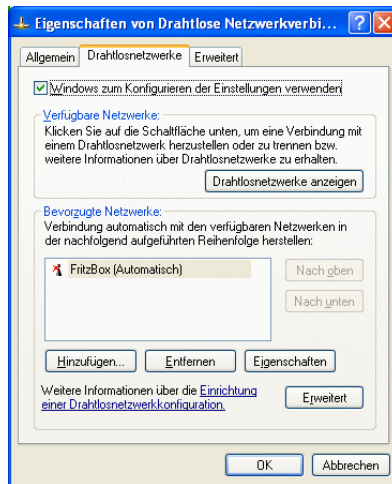 Eigenschaften von Drahtlose Netzwerkverbi...
Allgemein Drahtlosnetzwerke Erweitert
Windows zum Konfigurieren der Einstellungen verwenden
Verfügbare Netzwerke:
Klicken Sie auf die Schaltfläche unten, um eine Verbindung mit
einem Drahtlosnetzwerk herzustellen oder zu trennen bzw.
weitere Informationen über Drahtlosnetzwerke zu erhalten.
Drahtlosnetzwerke anzeigen
Bevorzugte Netzwerke:
Verbindung automatisch mit den verfügbaren Netzwerken in
der nachfolgend aufgeführten Reihenfolge herstellen:
FritzBox (Automatisch)
Nach oben
Nach unten
Hinzufügen... Entfernen Eigenschaften
Weitere Informationen über die Einrichtung
einer Drahtlosnetzwerkkonfiguration.
Erweitert
OK Abbrechen